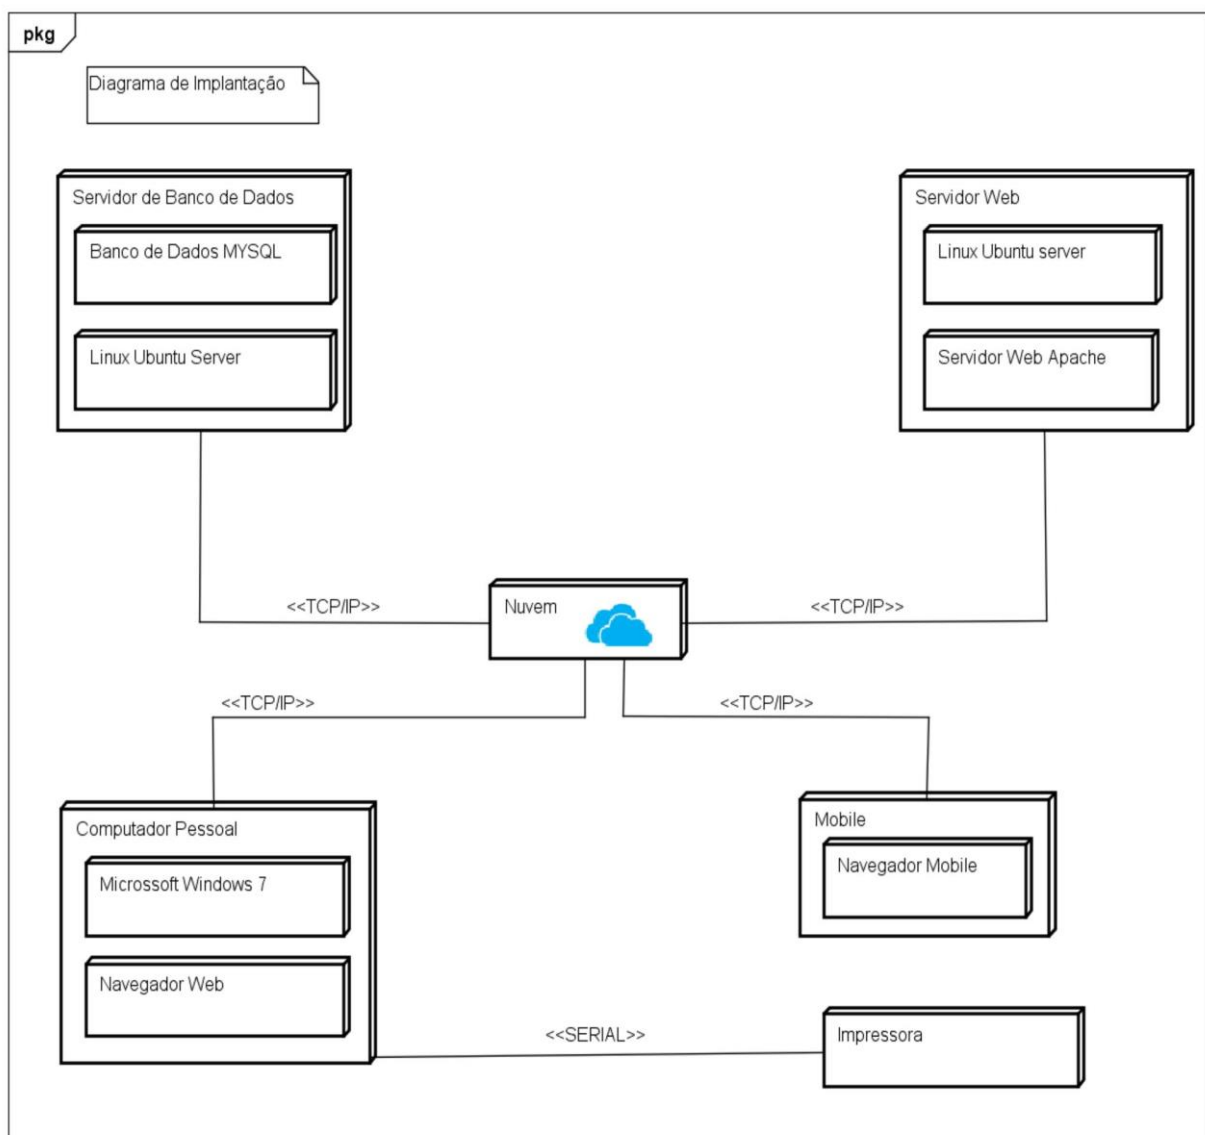 pkg
Diagrama de Implantação
Servidor de Banco de Dados
Banco de Dados MYSQL
Linux Ubuntu Server
Servidor Web
Linux Ubuntu server
Servidor Web Apache
<<TCP/IP>>
Nuvem
<<TCP/IP>>
<<TCP/IP>>
<<TCP/IP>>
Computador Pessoal
Microssoft Windows 7
Navegador Web
Mobile
Navegador Mobile
<<SERIAL>>
Impressora